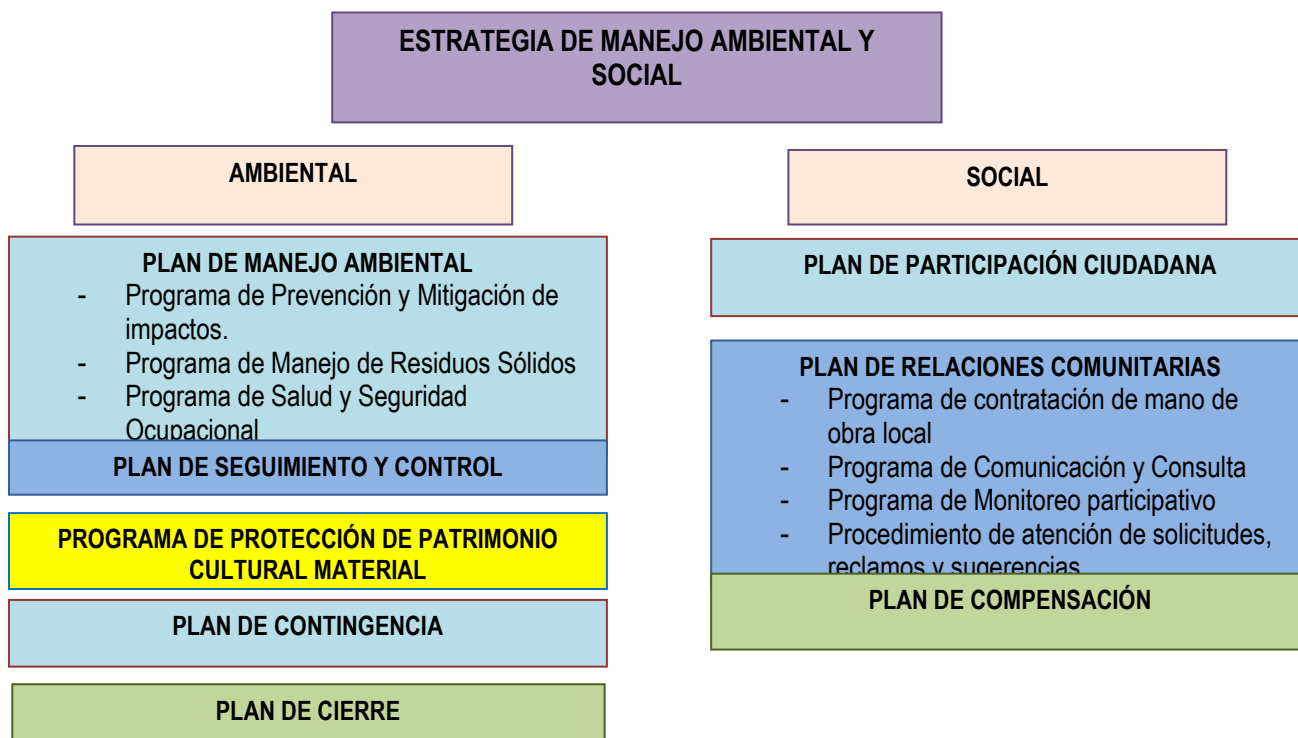 ESTRATEGIA DE MANEJO AMBIENTAL Y
SOCIAL
AMBIENTAL
PLAN DE MANEJO AMBIENTAL
- Programa de Prevención y Mitigación de
impactos.
- Programa de Manejo de Residuos Sólidos
- Programa de Salud y Seguridad
Ocupacional
PLAN DE SEGUIMIENTO Y CONTROL
PROGRAMA DE PROTECCIÓN DE PATRIMONIO
CULTURAL MATERIAL
PLAN DE CONTINGENCIA
PLAN DE CIERRE
SOCIAL
PLAN DE PARTICIPACIÓN CIUDADANA
PLAN DE RELACIONES COMUNITARIAS
- Programa de contratación de mano de
obra local
- Programa de Comunicación y Consulta
- Programa de Monitoreo participativo
- Procedimiento de atención de solicitudes,
reclamos y sugerencias
PLAN DE COMPENSACIÓN